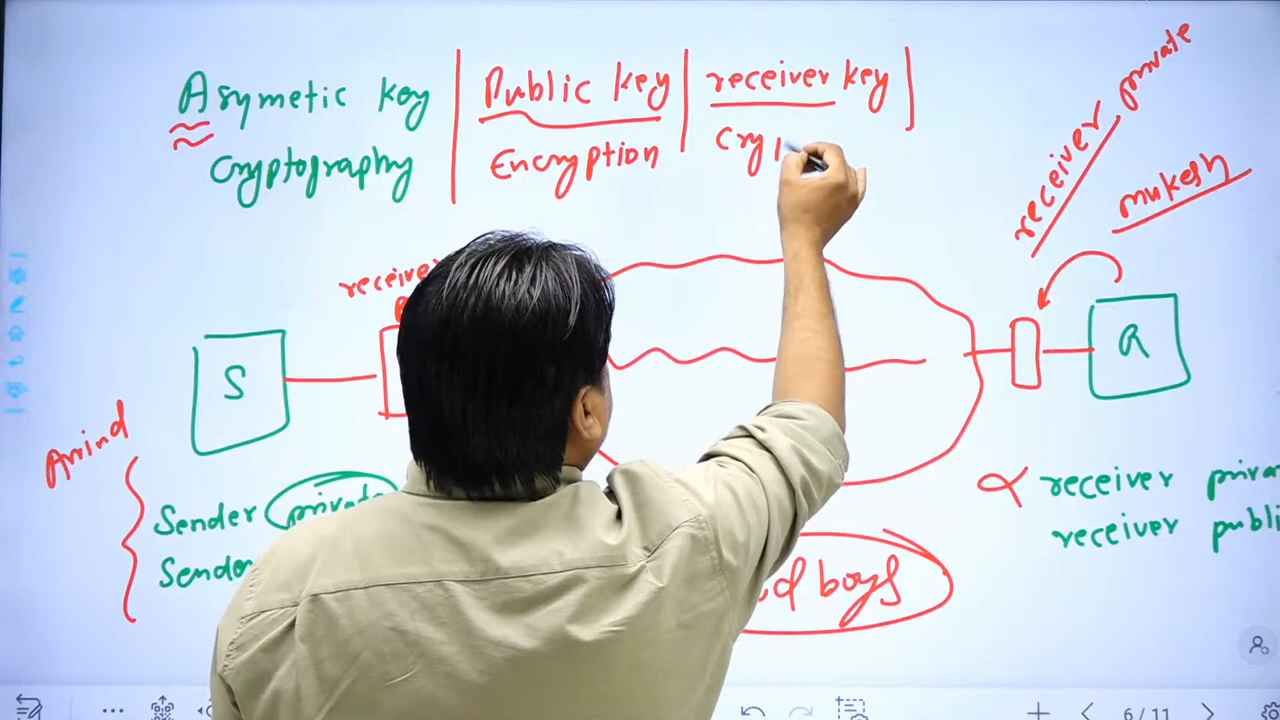 Asymetic key | Public key | receiver key |
Cryptography Encryption Cry
receiver private
mukesh
receiver
S
R
Arvind
Sender private
receiver priva
receiver publi
boys
6/11